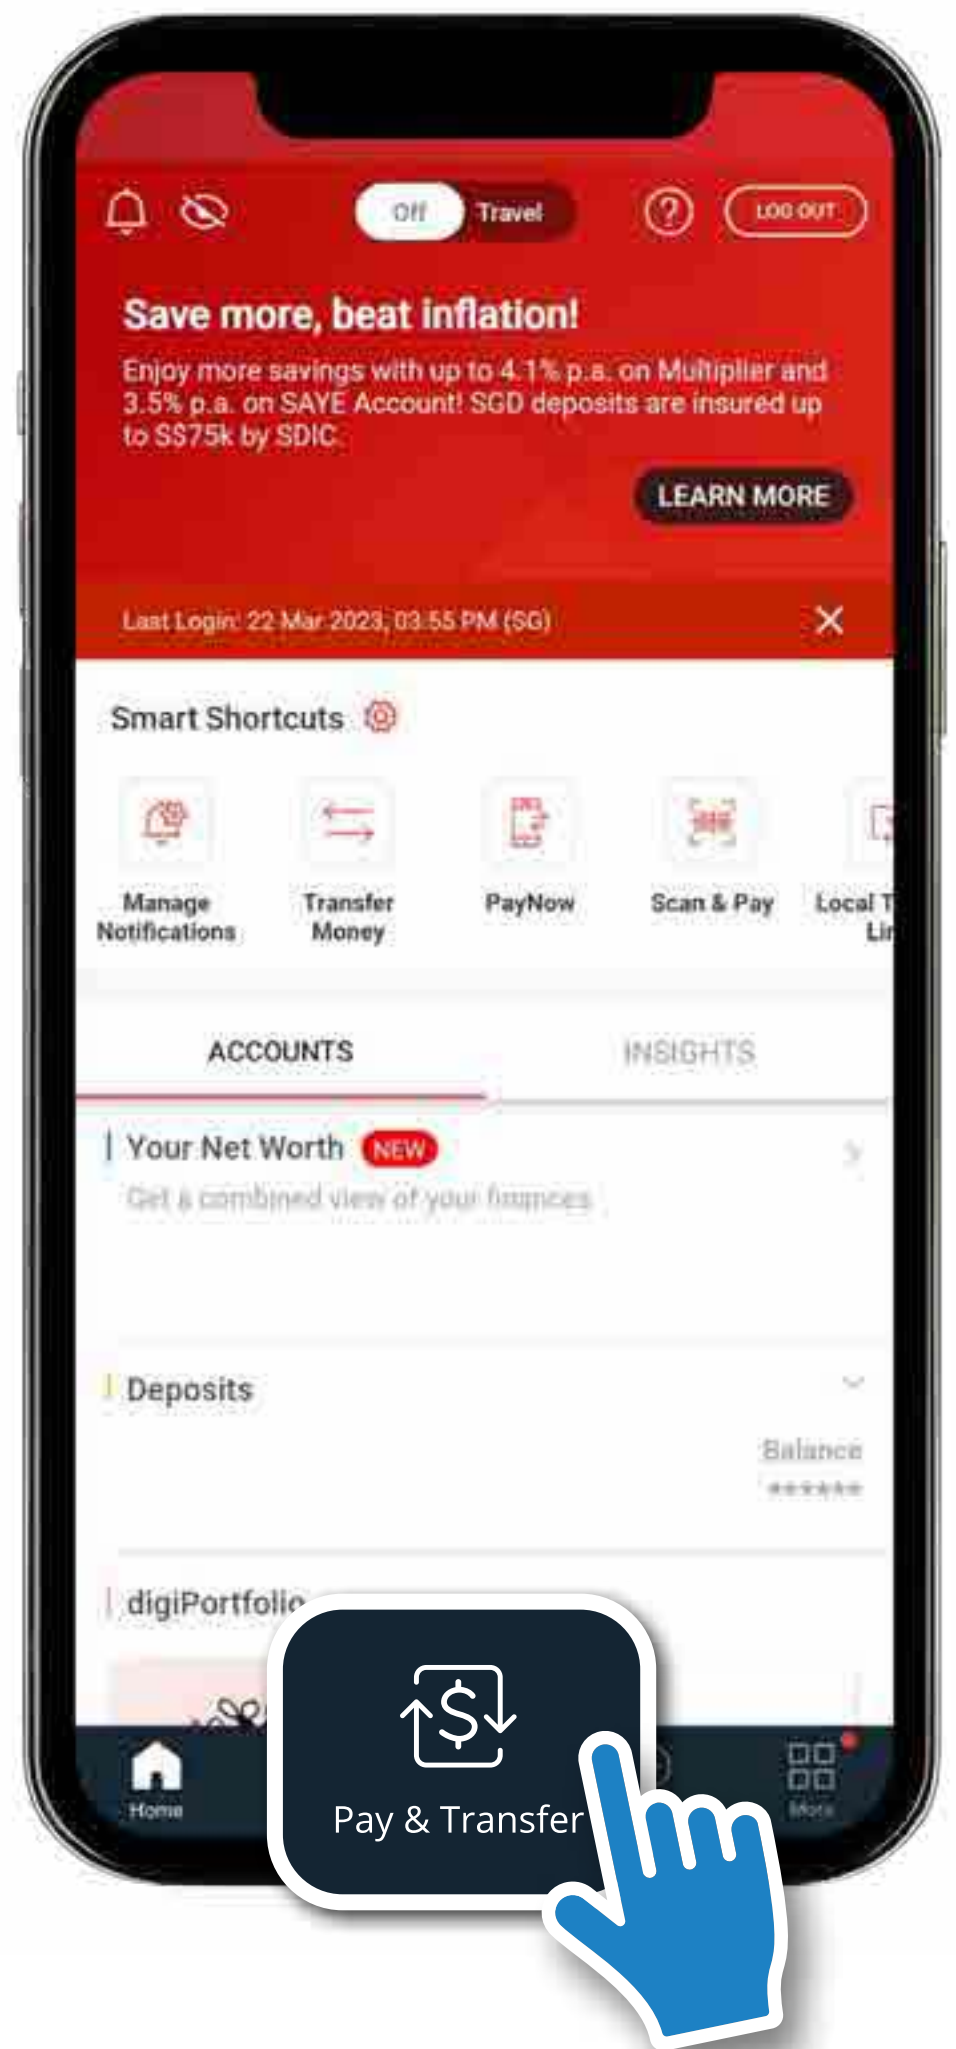 Off Travel LOG OUT
Save more, beat inflation!
Enjoy more savings with up to 4.1% p.a. on Multiplier and
3.5% p.a. on SAYE Account! SGD deposits are insured up
to S$75k by SDIC.
LEARN MORE
Last Login: 22 Mar 2023, 03:55 PM (SG)
Smart Shortcuts
Manage
Notifications
Transfer
Money
PayNow
Scan & Pay
Local T
Lir
ACCOUNTS INSIGHTS
Your Net Worth NEW
Get a combined view of your finances
Deposits
Balance
******
digiPortfolio
Home
Pay & Transfer
More